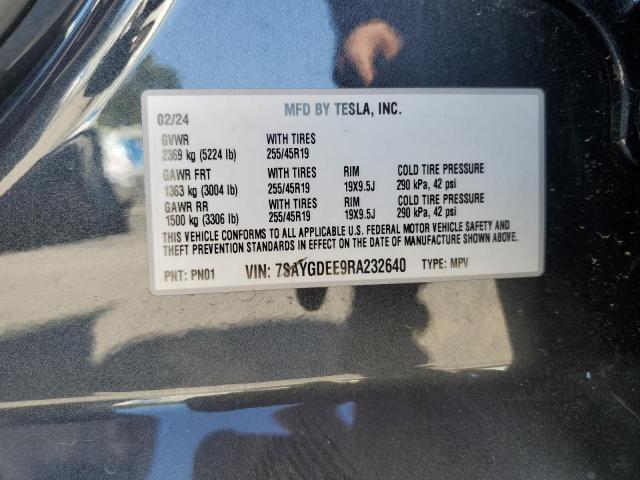 MFD BY TESLA, INC.
02/24
GVWR WITH TIRES
2369 kg (5224 lb) 255/45R19
GAWR FRT WITH TIRES RIM COLD TIRE PRESSURE
1363 kg (3004 lb) 255/45R19 19X9.5J 290 kPa, 42 psi
GAWR RR WITH TIRES RIM COLD TIRE PRESSURE
1500 kg (3306 lb) 255/45R19 19X9.5J 290 kPa, 42 psi
THIS VEHICLE CONFORMS TO ALL APPLICABLE U.S. FEDERAL MOTOR VEHICLE SAFETY AND
THEFT PREVENTION STANDARDS IN EFFECT ON THE DATE OF MANUFACTURE SHOWN ABOVE.
PNT: PN01 VIN: 7SAYGDEE9RA232640 TYPE: MPV